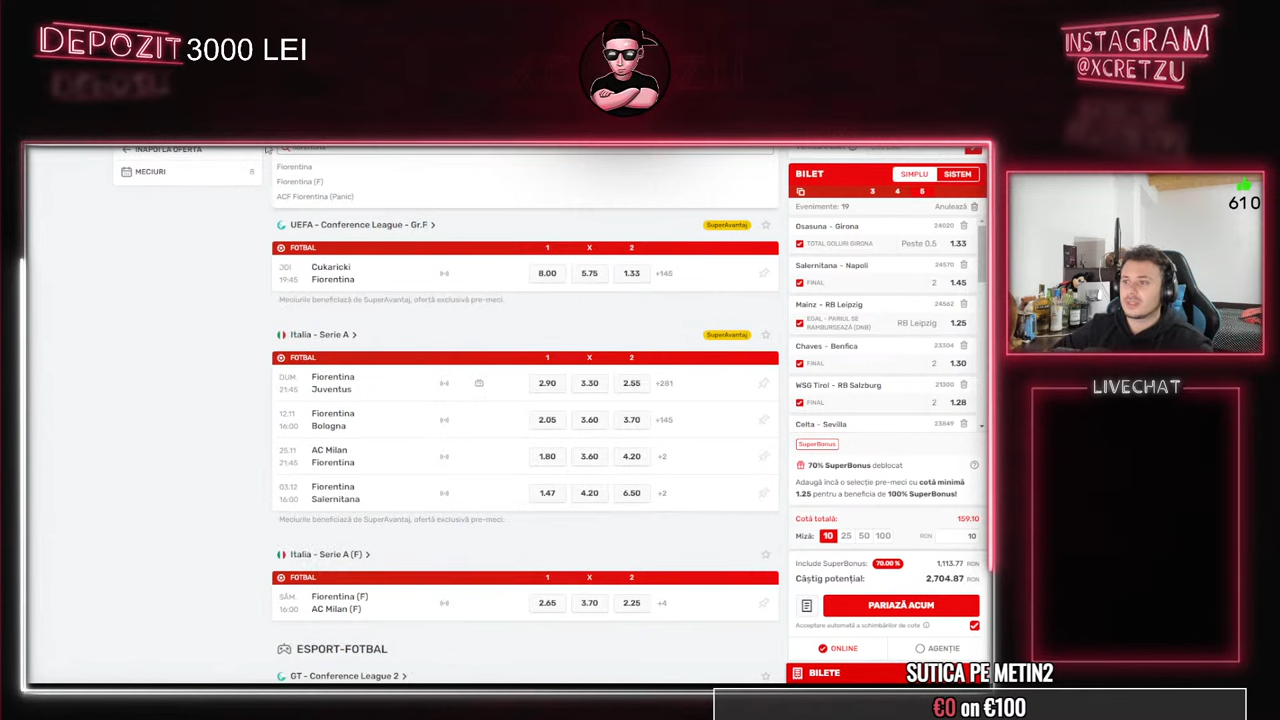 DEPOZIT 3000 LEI
INSTAGRAM
@XCRETZU
ÎNAPOI LA OFERTĂ
MECIURI 8
Fiorentina
Fiorentina (F)
ACF Fiorentina (Panic)
UEFA - Conference League - Gr.F > SuperAvantaj
FOTBAL 1 X 2
JOI 19:45 Cukaricki Fiorentina 8.00 5.75 1.33 +145
Meciurile beneficiază de SuperAvantaj, ofertă exclusivă pre-meci.
Italia - Serie A > SuperAvantaj
FOTBAL 1 X 2
DUM. 21:45 Fiorentina Juventus 2.90 3.30 2.55 +281
12.11 16:00 Fiorentina Bologna 2.05 3.60 3.70 +145
25.11 21:45 AC Milan Fiorentina 1.80 3.60 4.20 +2
03.12 16:00 Fiorentina Salernitana 1.47 4.20 6.50 +2
Meciurile beneficiază de SuperAvantaj, ofertă exclusivă pre-meci.
Italia - Serie A (F) >
FOTBAL 1 X 2
SÂM. 16:00 Fiorentina (F) AC Milan (F) 2.65 3.70 2.25 +4
ESPORT-FOTBAL
GT - Conference League 2 >
BILET SIMPLU SISTEM
3 4 5
Evenimente: 19 Anulează
Osasuna - Girona 24020
TOTAL GOLURI GIRONA Peste 0.5 1.33
Salernitana - Napoli 24570
FINAL 2 1.45
Mainz - RB Leipzig 24562
EGAL - PARIUL SE RAMBURSEAZĂ (DNB) RB Leipzig 1.25
Chaves - Benfica 23304
FINAL 2 1.30
WSG Tirol - RB Salzburg 21300
FINAL 2 1.28
Celta - Sevilla 23849
SuperBonus
70% SuperBonus deblocat
Adaugă încă o selecție pre-meci cu cotă minimă
1.25 pentru a beneficia de 100% SuperBonus!
Cotă totală: 159.10
Miză: 10 25 50 100 RON 10
Include SuperBonus: 70.00 % 1,113.77 RON
Câștig potențial: 2,704.87 RON
PARIAZĂ ACUM
Acceptare automată a schimbărilor de cote
ONLINE AGENȚIE
BILETE
610
LIVECHAT
SUTICA PE METIN2
€0 on €100